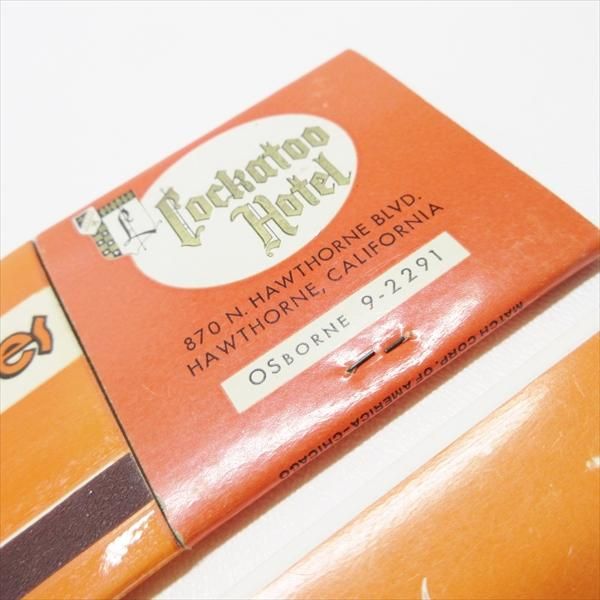 Cockatoo
Hotel
870 N. HAWTHORNE BLVD.
HAWTHORNE, CALIFORNIA
OSBORNE 9-2291
MATCH CORP. OF AMERICA-CHICAGO